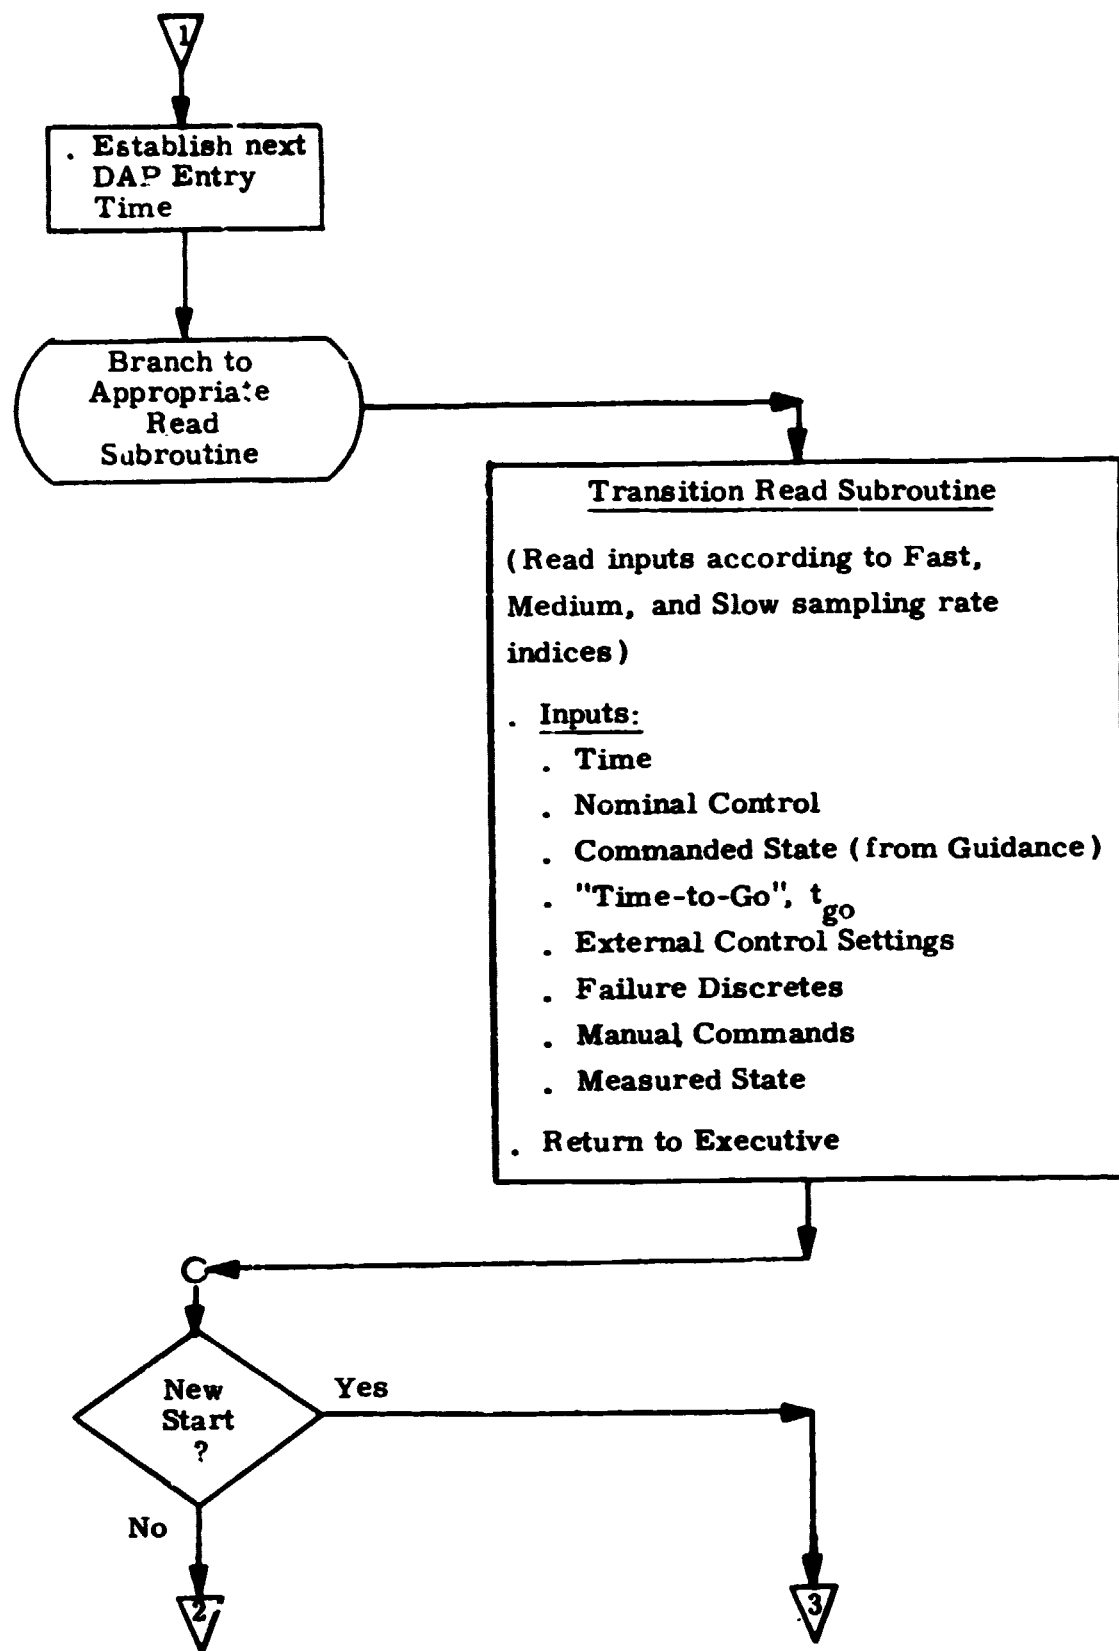 1
. Establish next
DAP Entry
Time
Branch to
Appropriate
Read
Subroutine
Transition Read Subroutine
(Read inputs according to Fast,
Medium, and Slow sampling rate
indices)
. Inputs:
. Time
. Nominal Control
. Commanded State (from Guidance)
. "Time-to-Go", t_go
. External Control Settings
. Failure Discretes
. Manual Commands
. Measured State
. Return to Executive
New
Start
?
Yes
No
2
3